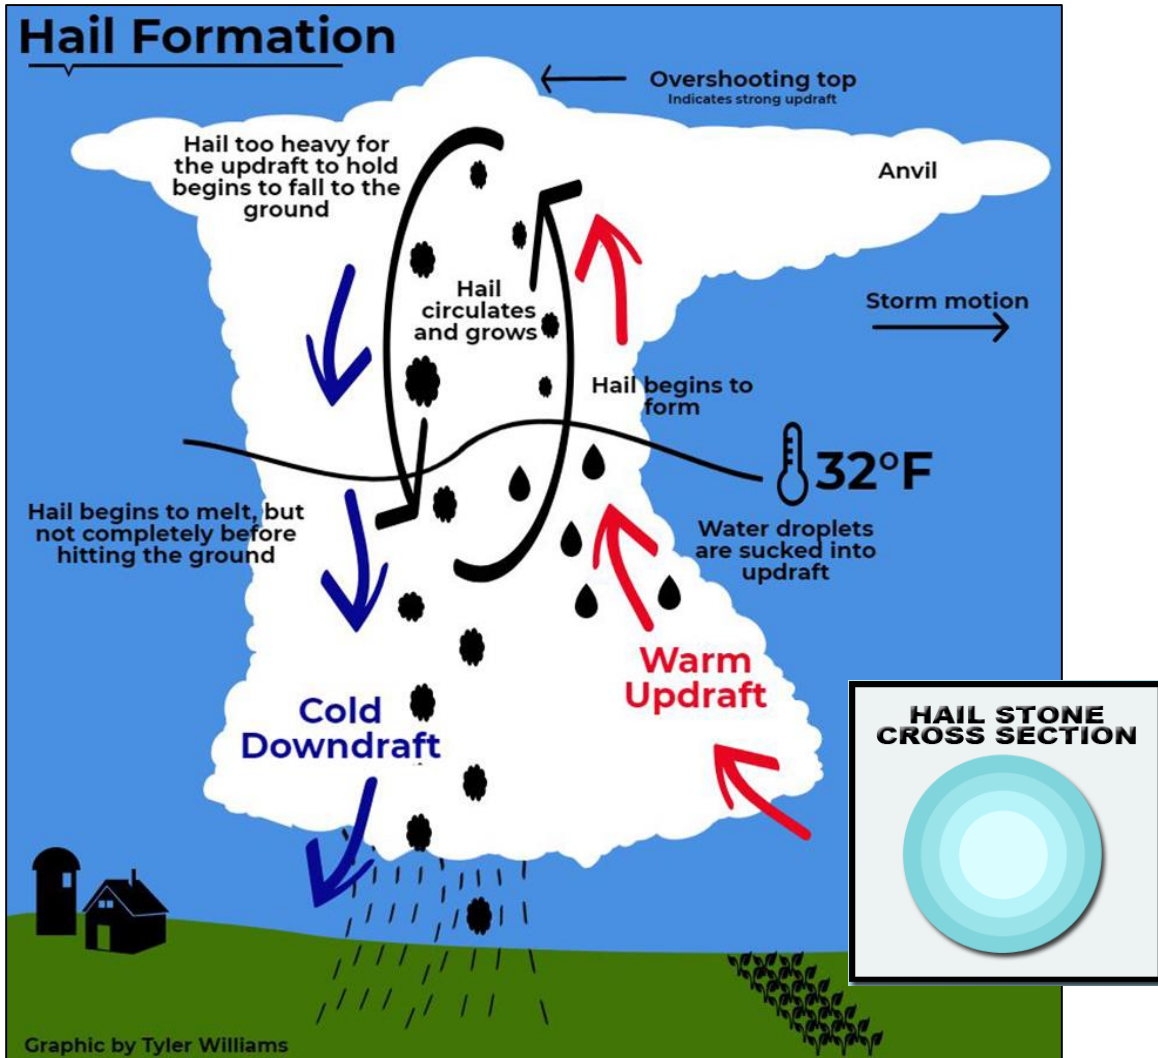 Hail Formation
Overshooting top
Indicates strong updraft
Hail too heavy for
the updraft to hold
begins to fall to the
ground
Anvil
Hail
circulates
and grows
Storm motion
Hail begins to
form
32°F
Hail begins to melt, but
not completely before
hitting the ground
Water droplets
are sucked into
updraft
Warm
Updraft
Cold
Downdraft
HAIL STONE
CROSS SECTION
Graphic by Tyler Williams